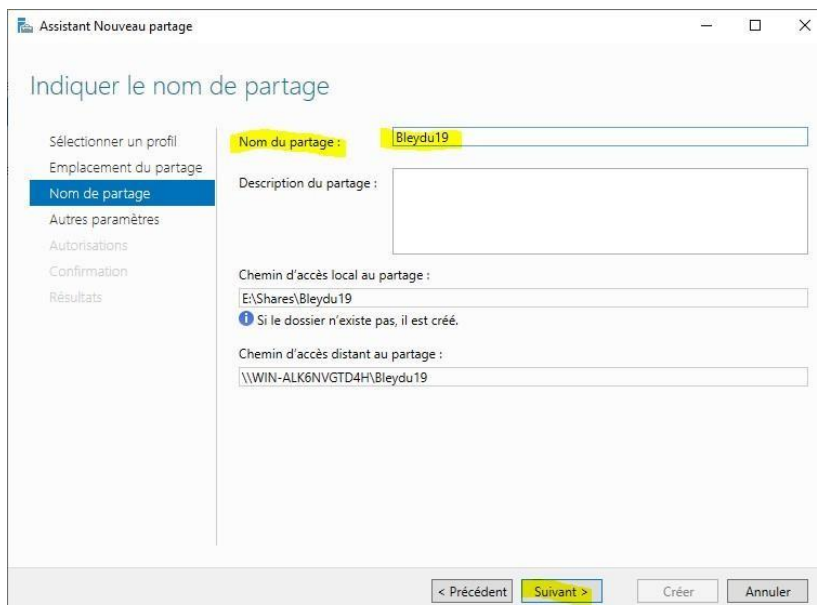 Assistant Nouveau partage
Indiquer le nom de partage
Sélectionner un profil
Emplacement du partage
Nom de partage
Autres paramètres
Autorisations
Confirmation
Résultats
Nom du partage :
Bleydu19
Description du partage :
Chemin d'accès local au partage :
E:\Shares\Bleydu19
Si le dossier n'existe pas, il est créé.
Chemin d'accès distant au partage :
\\WIN-ALK6NVGTD4H\Bleydu19
< Précédent
Suivant >
Créer
Annuler